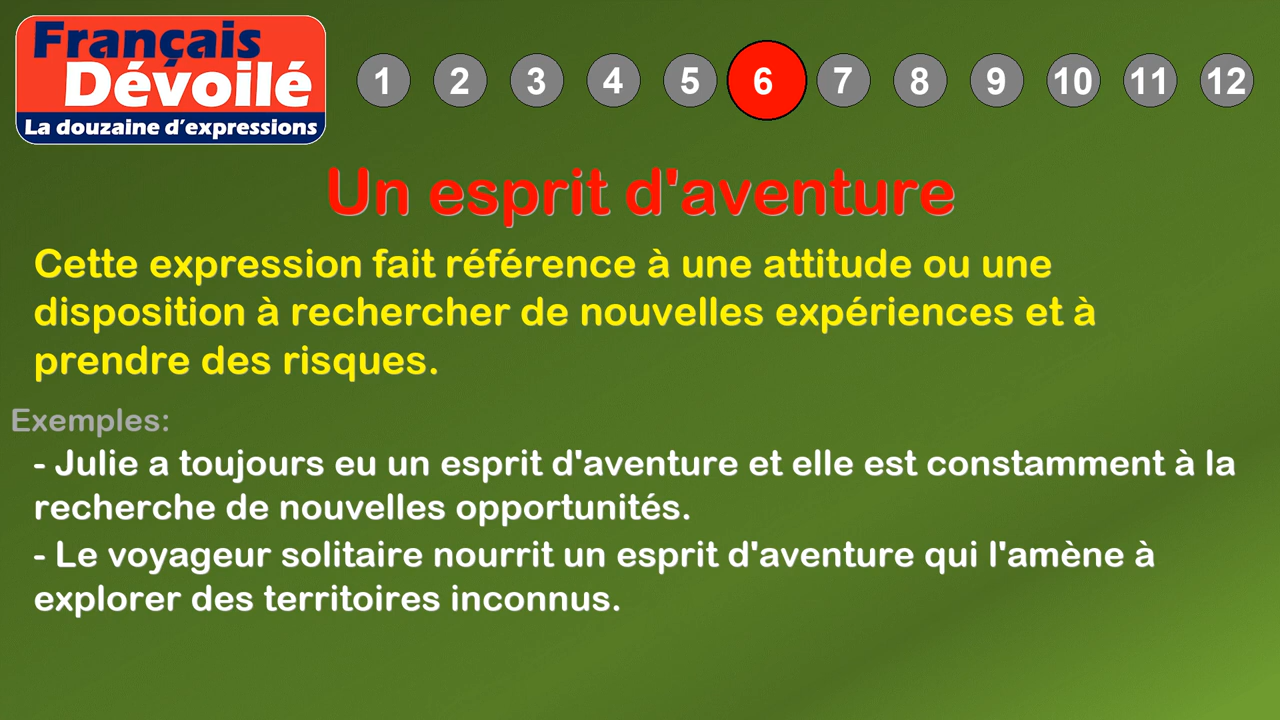 Français
Dévoilé
La douzaine d'expressions
1 2 3 4 5 6 7 8 9 10 11 12
Un esprit d'aventure
Cette expression fait référence à une attitude ou une
disposition à rechercher de nouvelles expériences et à
prendre des risques.
Exemples:
- Julie a toujours eu un esprit d'aventure et elle est constamment à la
recherche de nouvelles opportunités.
- Le voyageur solitaire nourrit un esprit d'aventure qui l'amène à
explorer des territoires inconnus.